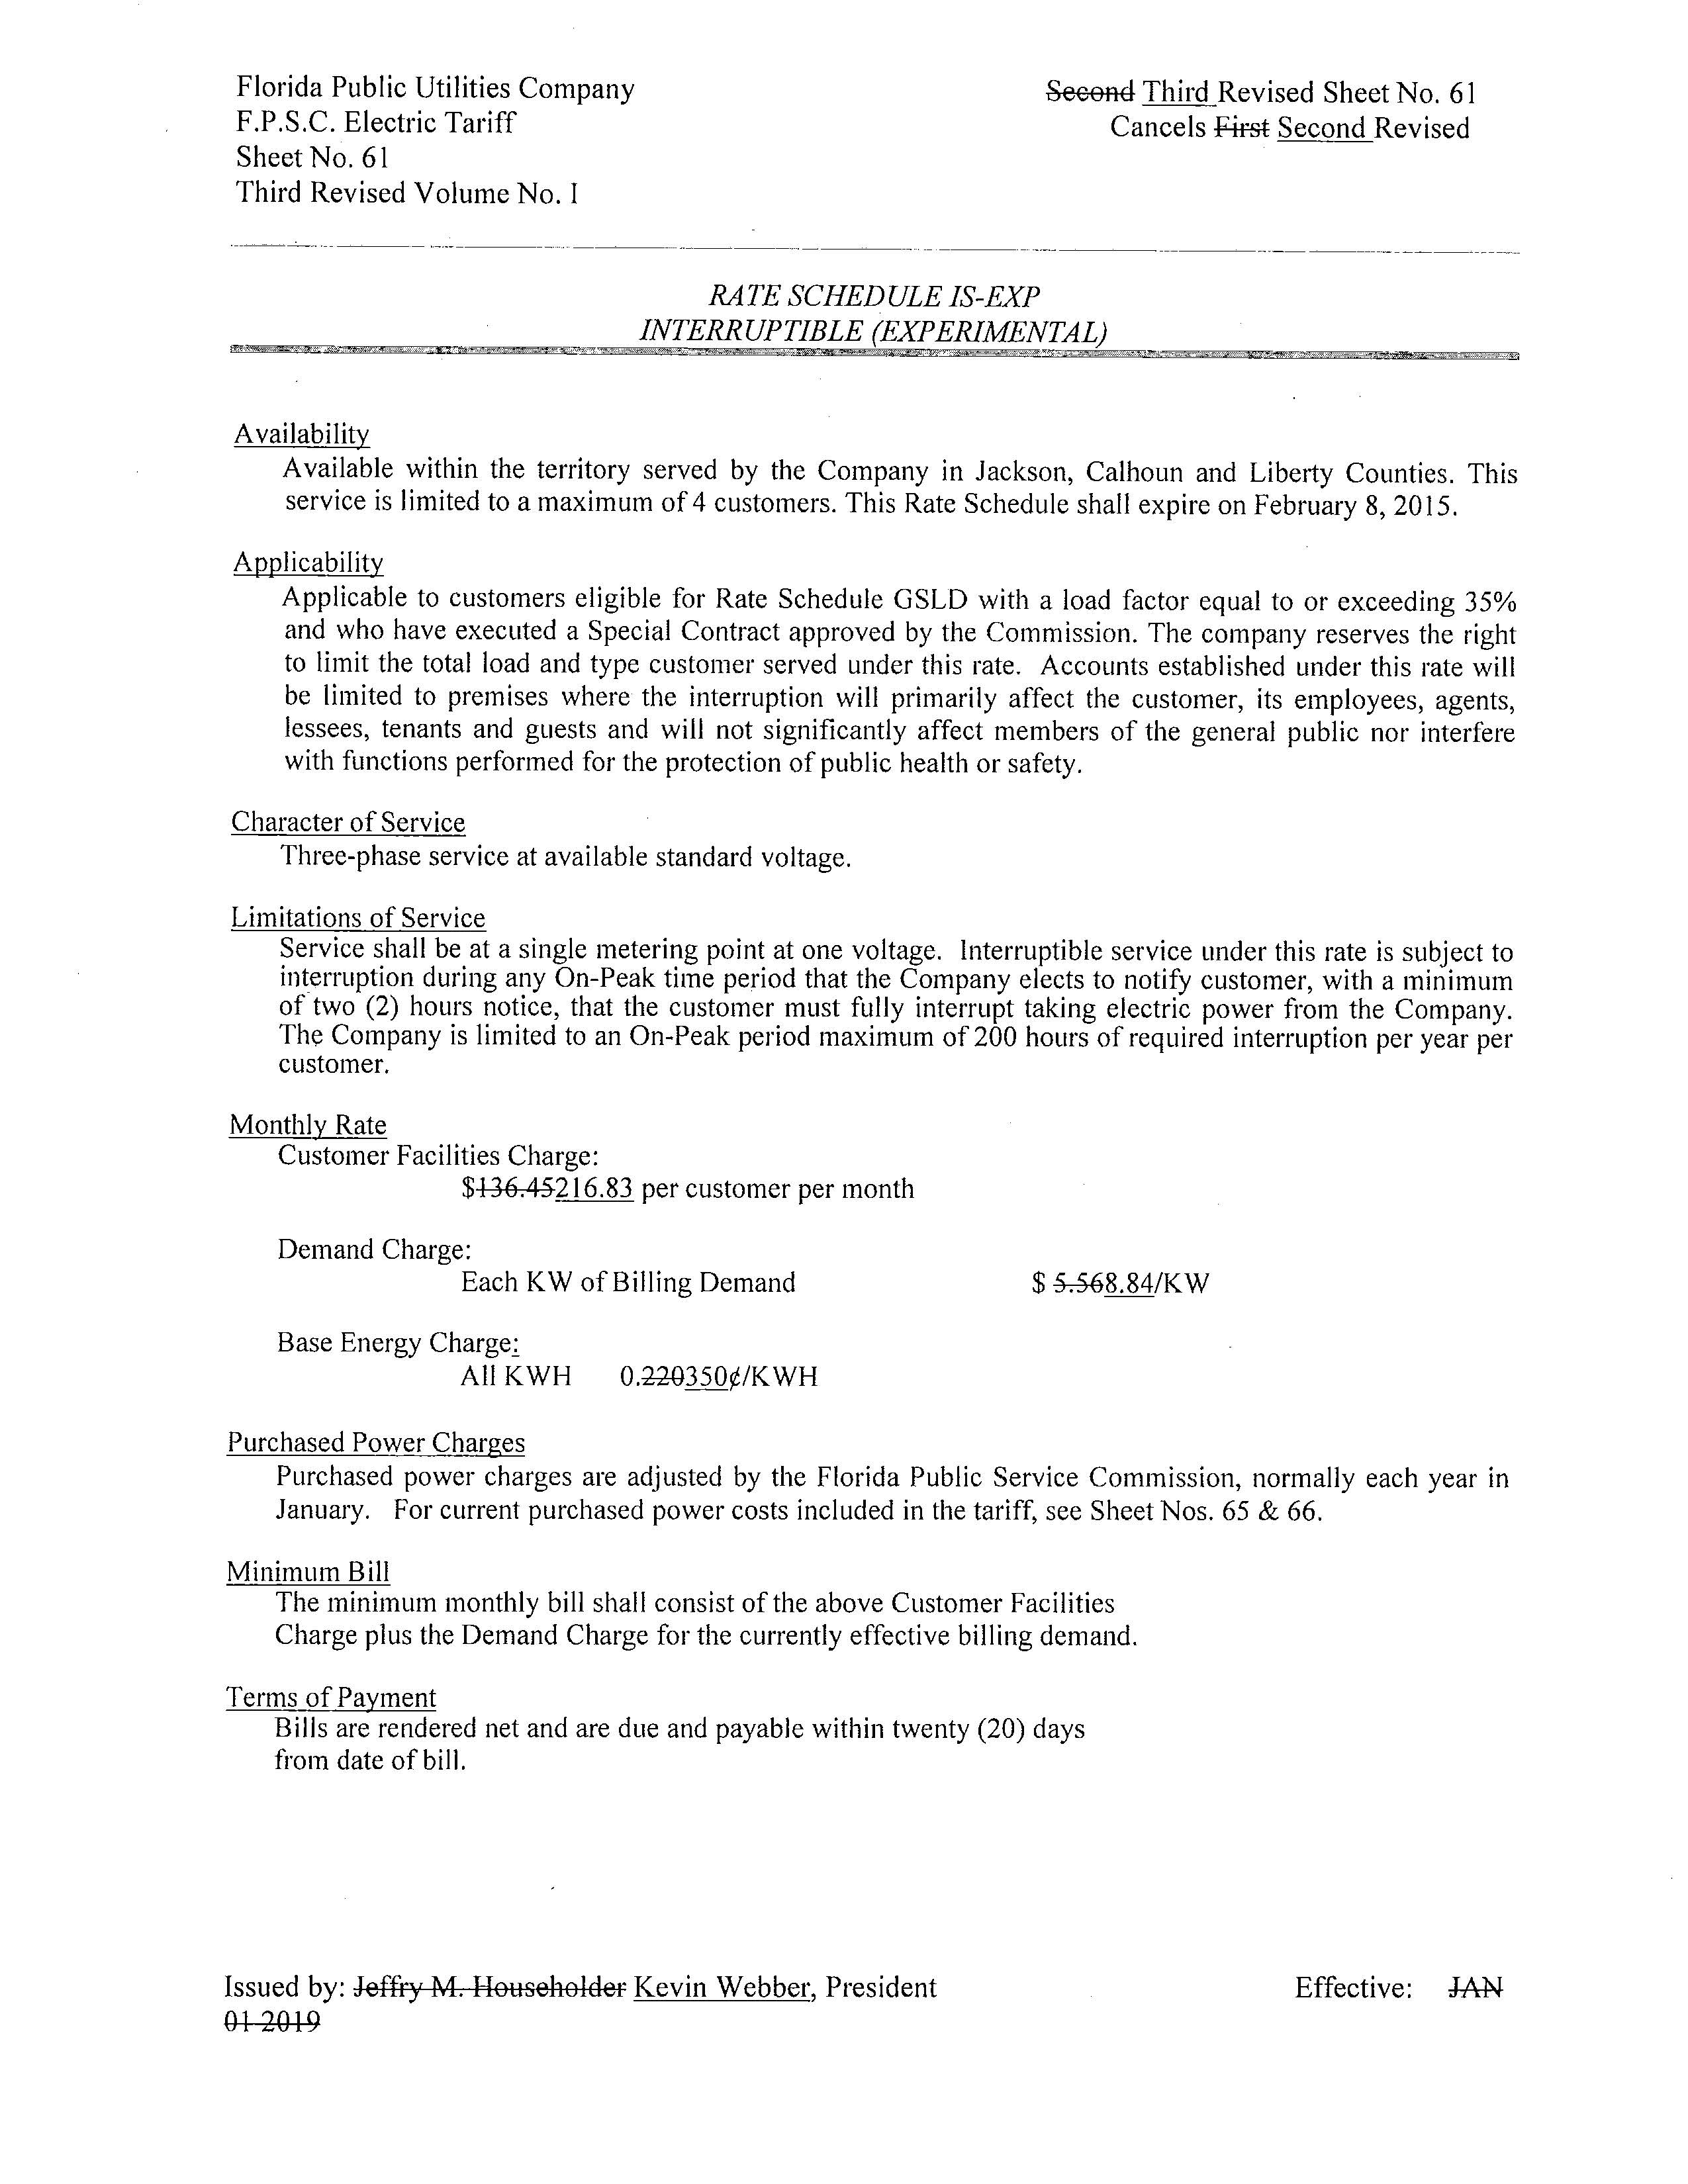 Florida Public Utilities Company
F.P.S.C. Electric Tariff
Sheet No. 61
Third Revised Volume No. I
Second Third Revised Sheet No. 61
Cancels First Second Revised
RATE SCHEDULE IS-EXP
INTERRUPTIBLE (EXPERIMENTAL)
Availability
Available within the territory served by the Company in Jackson, Calhoun and Liberty Counties. This
service is limited to a maximum of 4 customers. This Rate Schedule shall expire on February 8, 2015.
Applicability
Applicable to customers eligible for Rate Schedule GSLD with a load factor equal to or exceeding 35%
and who have executed a Special Contract approved by the Commission. The company reserves the right
to limit the total load and type customer served under this rate. Accounts established under this rate will
be limited to premises where the interruption will primarily affect the customer, its employees, agents,
lessees, tenants and guests and will not significantly affect members of the general public nor interfere
with functions performed for the protection of public health or safety.
Character of Service
Three-phase service at available standard voltage.
Limitations of Service
Service shall be at a single metering point at one voltage. Interruptible service under this rate is subject to
interruption during any On-Peak time period that the Company elects to notify customer, with a minimum
of two (2) hours notice, that the customer must fully interrupt taking electric power from the Company.
The Company is limited to an On-Peak period maximum of 200 hours of required interruption per year per
customer.
Monthly Rate
Customer Facilities Charge:
$136.45216.83 per customer per month
Demand Charge:
Each KW of Billing Demand $ 5.568.84/KW
Base Energy Charge:
All KWH 0.220350¢/KWH
Purchased Power Charges
Purchased power charges are adjusted by the Florida Public Service Commission, normally each year in
January. For current purchased power costs included in the tariff, see Sheet Nos. 65 & 66.
Minimum Bill
The minimum monthly bill shall consist of the above Customer Facilities
Charge plus the Demand Charge for the currently effective billing demand.
Terms of Payment
Bills are rendered net and are due and payable within twenty (20) days
from date of bill.
Issued by: Jeffry M. Householder Kevin Webber, President Effective: JAN
01 2019